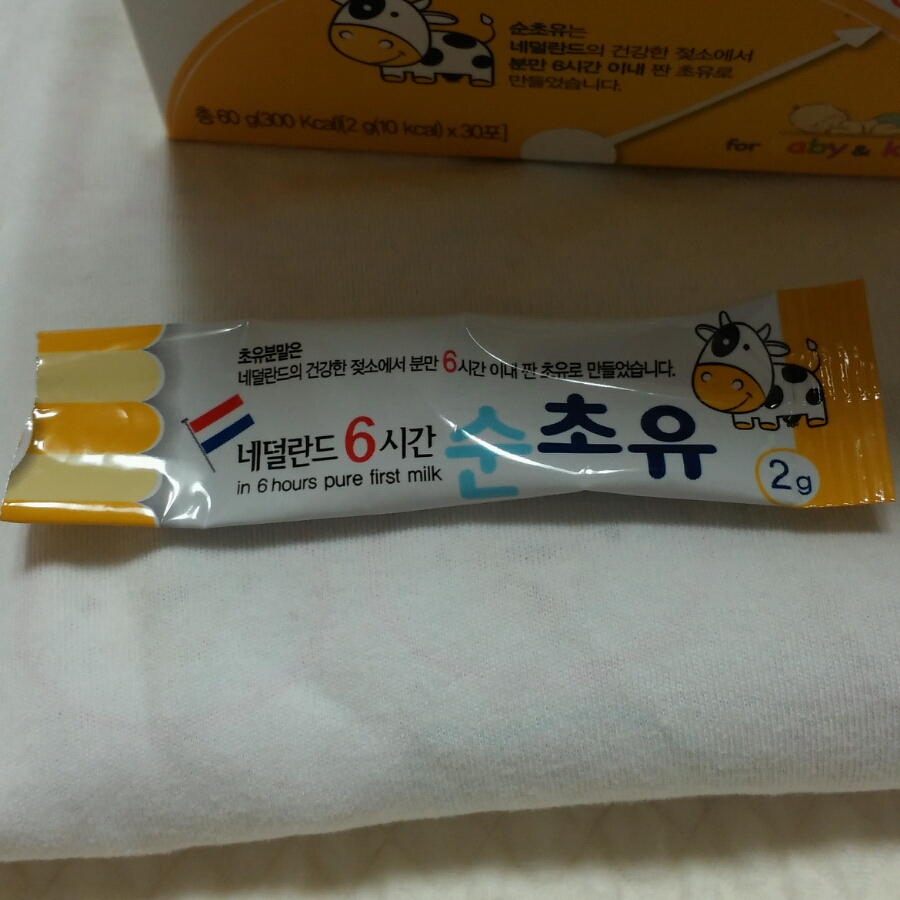 순초유는
네덜란드의 건강한 젖소에서
분만 6시간 이내 짠 초유로
만들었습니다.
총 60 g(300 Kcal)[2 g(10 kcal) x 30포]
for aby &
초유분말은
네덜란드의 건강한 젖소에서 분만 6시간 이내 짠 초유로 만들었습니다.
네덜란드 6시간 순초유
in 6 hours pure first milk
2g